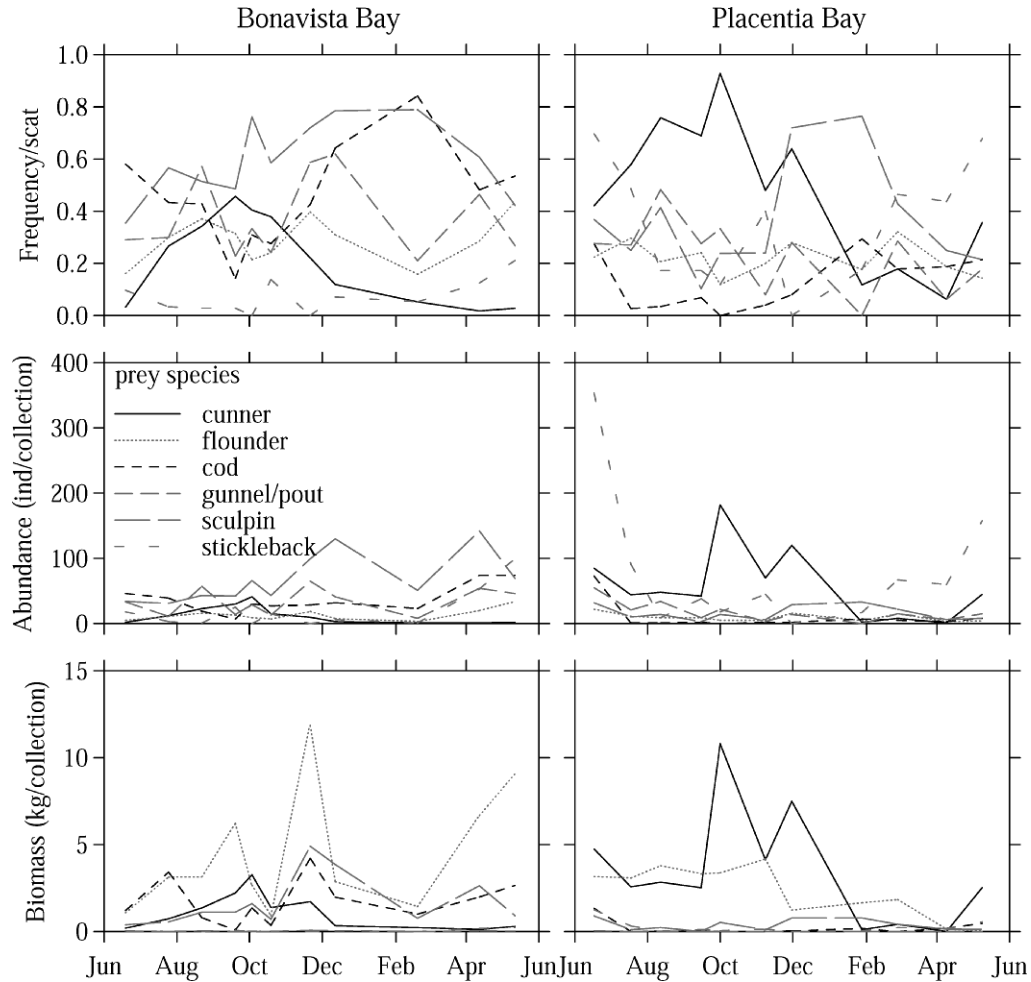 Bonavista Bay Placentia Bay
Frequency/scat
1.0
0.8
0.6
0.4
0.2
0.0
Abundance (ind/collection)
400
300
200
100
0
prey species
cunner
flounder
cod
gunnel/pout
sculpin
stickleback
Biomass (kg/collection)
15
10
5
0
Jun Aug Oct Dec Feb Apr Jun Jun Aug Oct Dec Feb Apr Jun